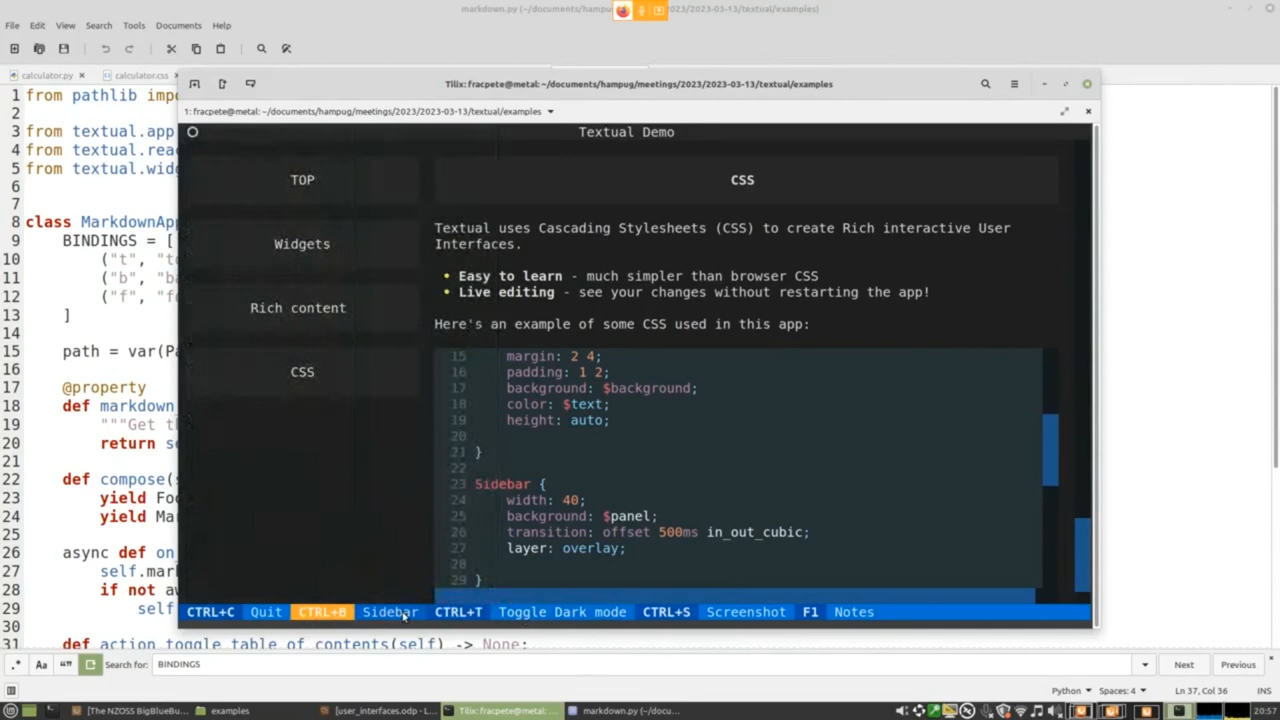 markdown.py (~/documents/hampu 2023/2023-03-13/textual/examples)
File Edit View Search Tools Documents Help
calculator.py calculator.css
Tilix: fracpete@metal: ~/documents/hampug/meetings/2023/2023-03-13/textual/examples
1: fracpete@metal: ~/documents/hampug/meetings/2023/2023-03-13/textual/examples
1 from pathlib impo
2
3 from textual.app
4 from textual.rea
5 from textual.wid
6
7
8 class MarkdownAp
9 BINDINGS = [
10 ("t", "to
11 ("b", "ba
12 ("f", "fo
13 ]
14
15 path = var(Pa
16
17 @property
18 def markdown
19 """Get th
20 return se
21
22 def compose(s
23 yield Foo
24 yield Mar
25
26 async def on
27 self.mark
28 if not aw
29 self
30
31 def action_toggle_table_of_contents(self) -> None:
Textual Demo
TOP
Widgets
Rich content
CSS
CSS
Textual uses Cascading Stylesheets (CSS) to create Rich interactive User
Interfaces.
• Easy to learn - much simpler than browser CSS
• Live editing - see your changes without restarting the app!
Here's an example of some CSS used in this app:
15 margin: 2 4;
16 padding: 1 2;
17 background: $background;
18 color: $text;
19 height: auto;
20
21 }
22
23 Sidebar {
24 width: 40;
25 background: $panel;
26 transition: offset 500ms in_out_cubic;
27 layer: overlay;
28
29 }
CTRL+C Quit CTRL+B Sidebar CTRL+T Toggle Dark mode CTRL+S Screenshot F1 Notes
.* Aa “” Search for: BINDINGS Next Previous
Python Spaces: 4 Ln 37, Col 36 INS
[The NZOSS BigBlueBu... examples [user_interfaces.odp - L... Tilix: fracpete@metal: ... markdown.py (~/docu... 20:57